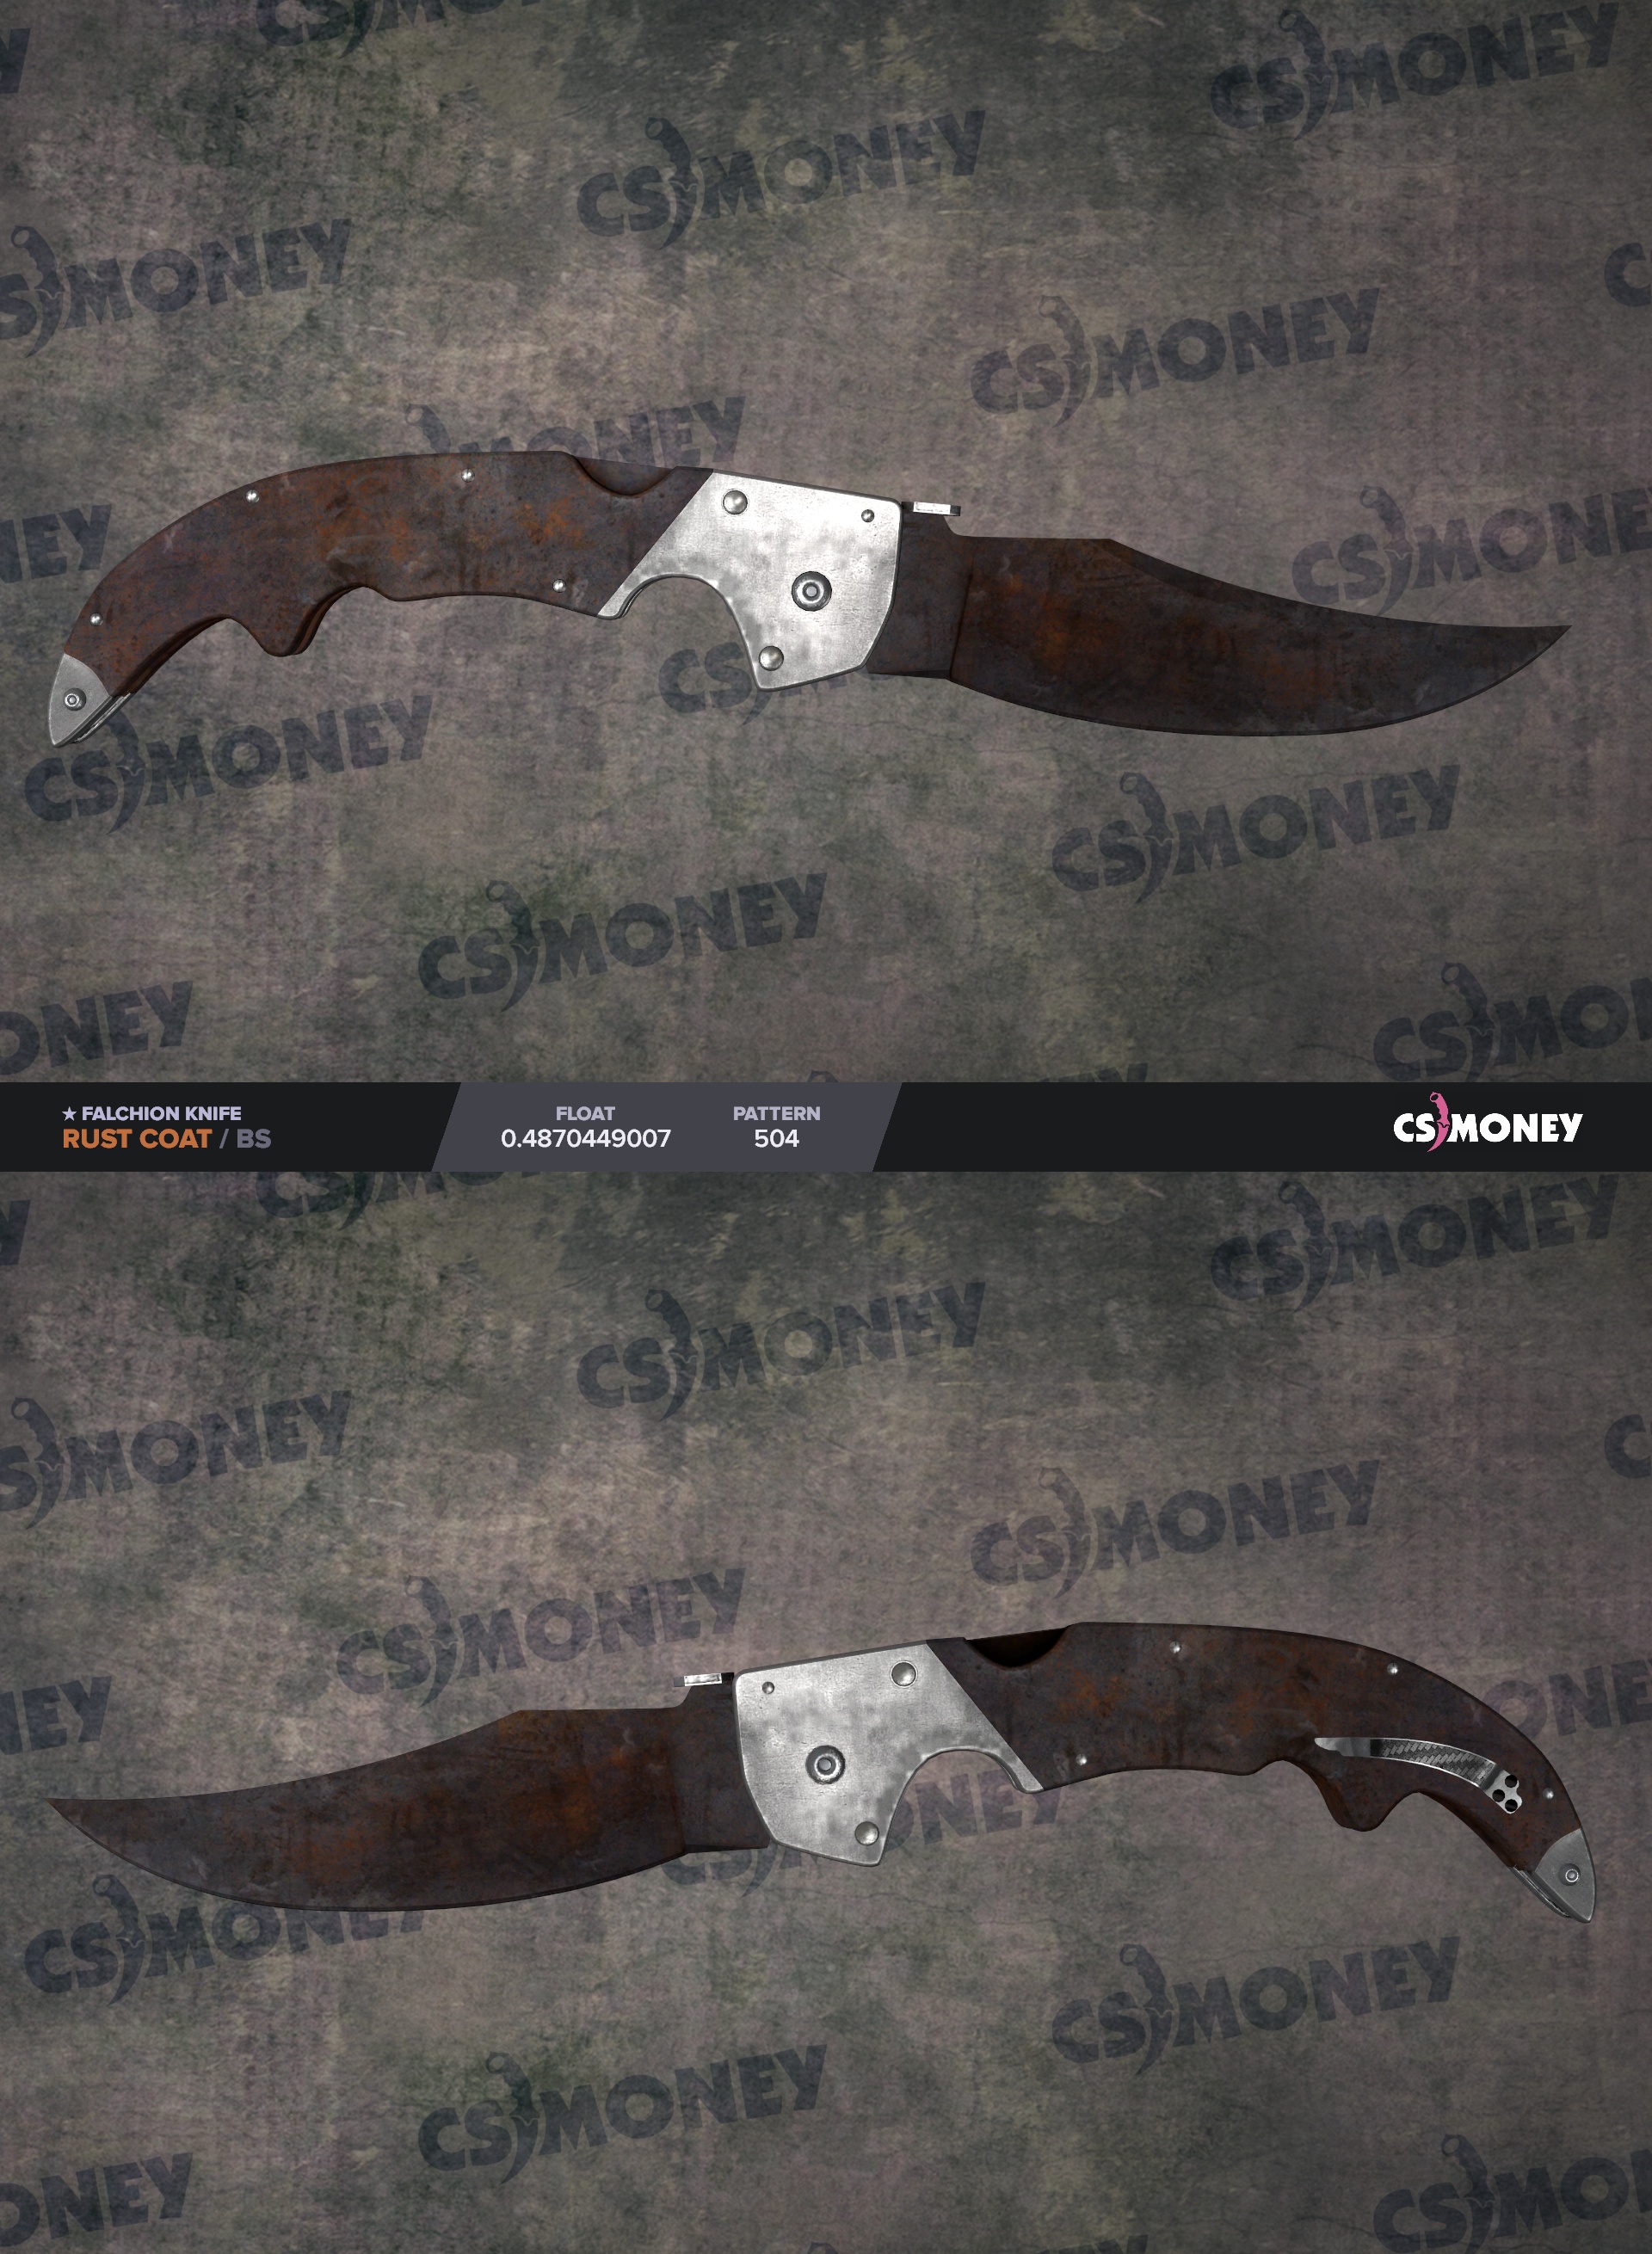 ★ FALCHION KNIFE
RUST COAT / BS
FLOAT
0.4870449007
PATTERN
504
CS MONEY